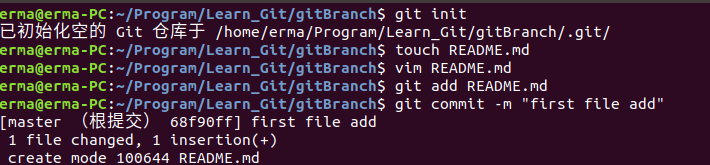 erma@erma-PC:~/Program/Learn_Git/gitBranch$ git init
已初始化空的 Git 仓库于 /home/erma/Program/Learn_Git/gitBranch/.git/
erma@erma-PC:~/Program/Learn_Git/gitBranch$ touch README.md
erma@erma-PC:~/Program/Learn_Git/gitBranch$ vim README.md
erma@erma-PC:~/Program/Learn_Git/gitBranch$ git add README.md
erma@erma-PC:~/Program/Learn_Git/gitBranch$ git commit -m "first file add"
[master （根提交） 68f90ff] first file add
 1 file changed, 1 insertion(+)
 create mode 100644 README.md